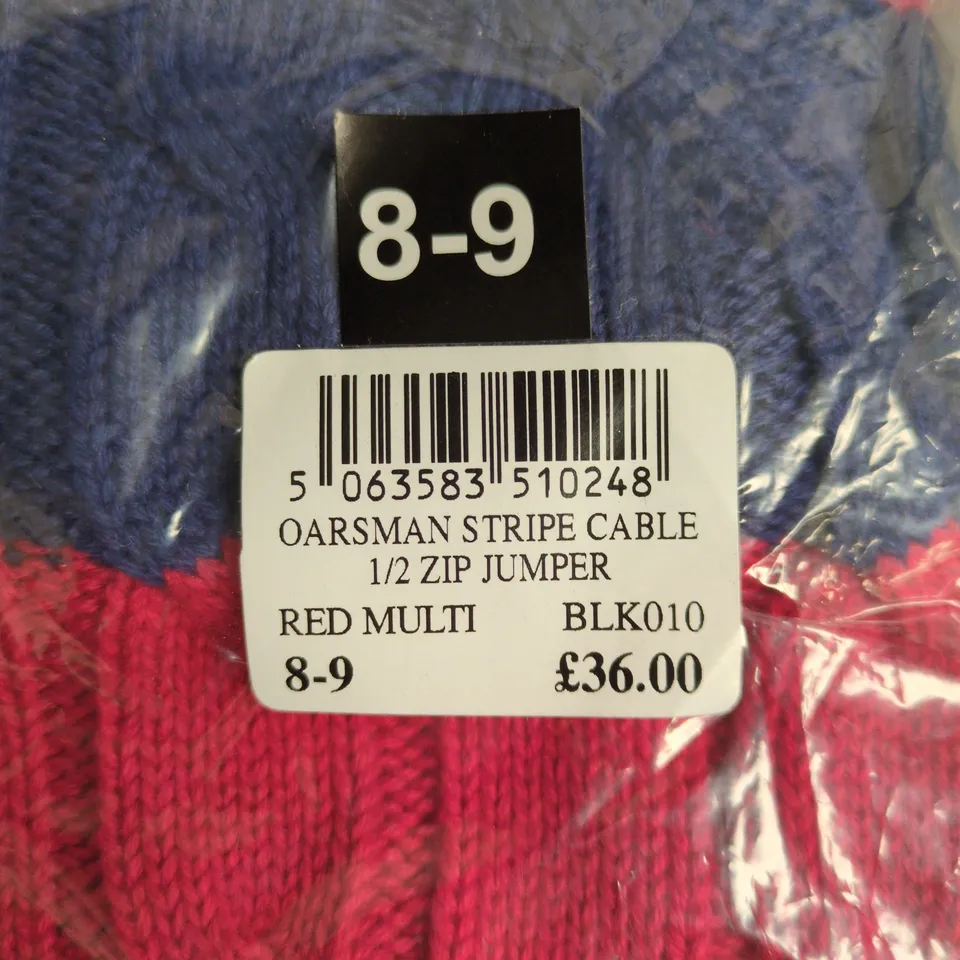 8-9
5 063583 510248
OARSMAN STRIPE CABLE
1/2 ZIP JUMPER
RED MULTI BLK010
8-9 £36.00